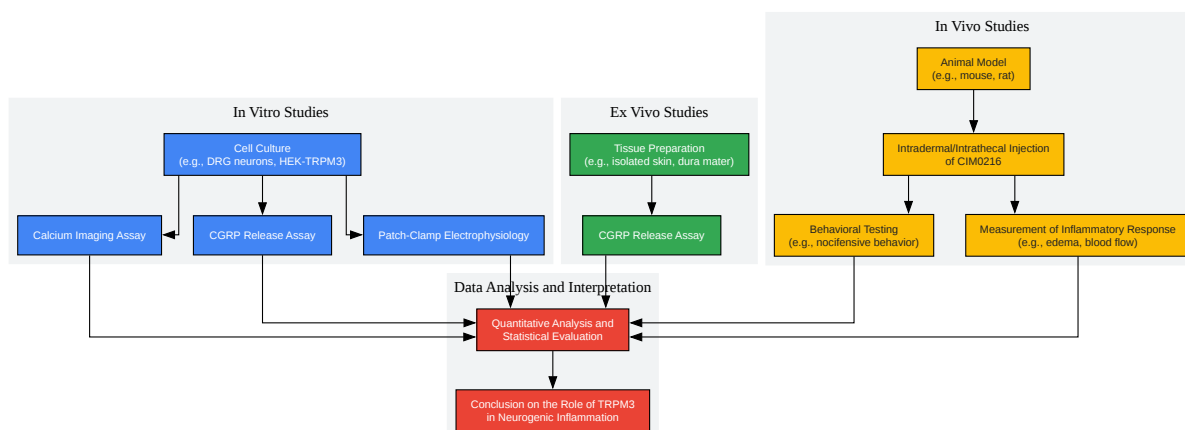 In Vitro Studies
Cell Culture
(e.g., DRG neurons, HEK-TRPM3)
Calcium Imaging Assay
CGRP Release Assay
Patch-Clamp Electrophysiology
Ex Vivo Studies
Tissue Preparation
(e.g., isolated skin, dura mater)
CGRP Release Assay
In Vivo Studies
Animal Model
(e.g., mouse, rat)
Intradermal/Intrathecal Injection
of CIM0216
Behavioral Testing
(e.g., nocifensive behavior)
Measurement of Inflammatory Response
(e.g., edema, blood flow)
Data Analysis and Interpretation
Quantitative Analysis and
Statistical Evaluation
Conclusion on the Role of TRPM3
in Neurogenic Inflammation